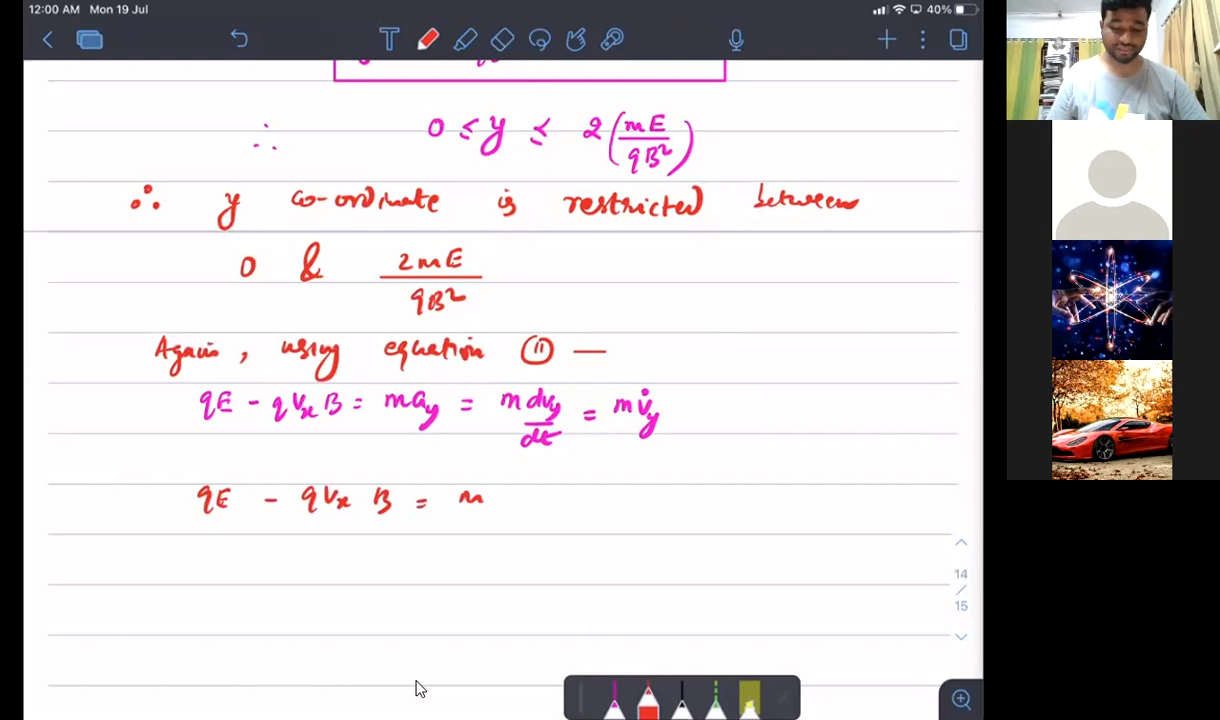 12:00 AM Mon 19 Jul 40%
T
∴ 0 ≤ y ≤ 2(mE/qB²)
∴ y co-ordinate is restricted between
0 & 2mE/qB²
Again, using equation (ii) —
qE - qVₓB = maᵧ = m dvᵧ/dt = mv̇ᵧ
qE - qVₓ B = m
14
/
15